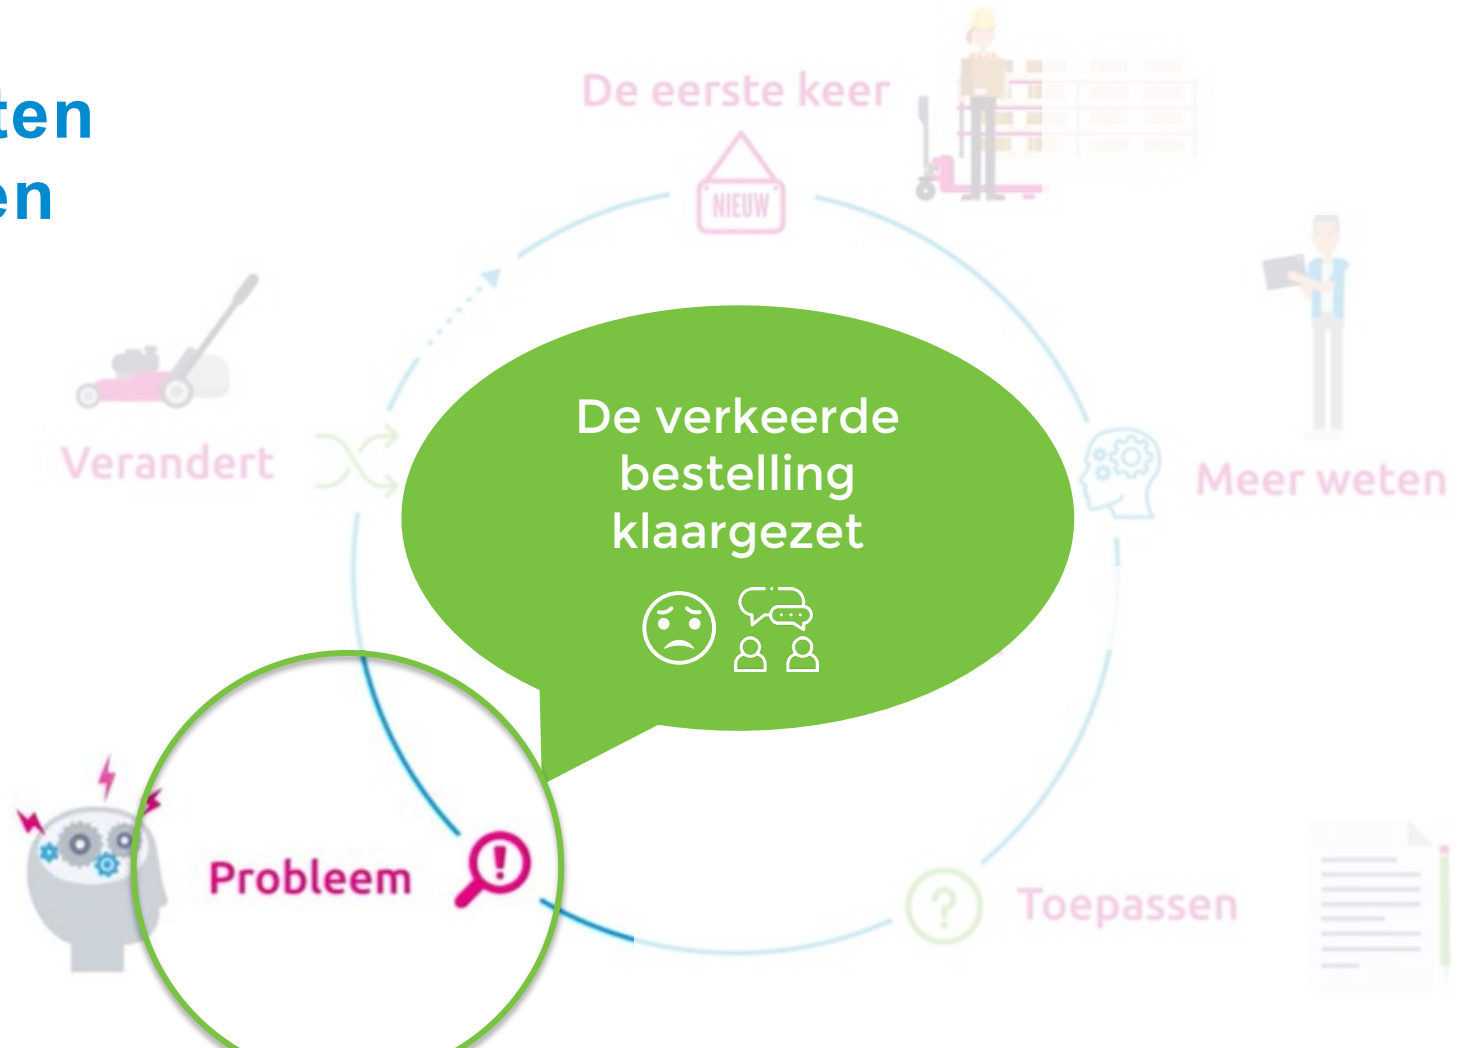 ten
en
De eerste keer
NIEUW
Verandert
De verkeerde
bestelling
klaargezet
Meer weten
Probleem
Toepassen